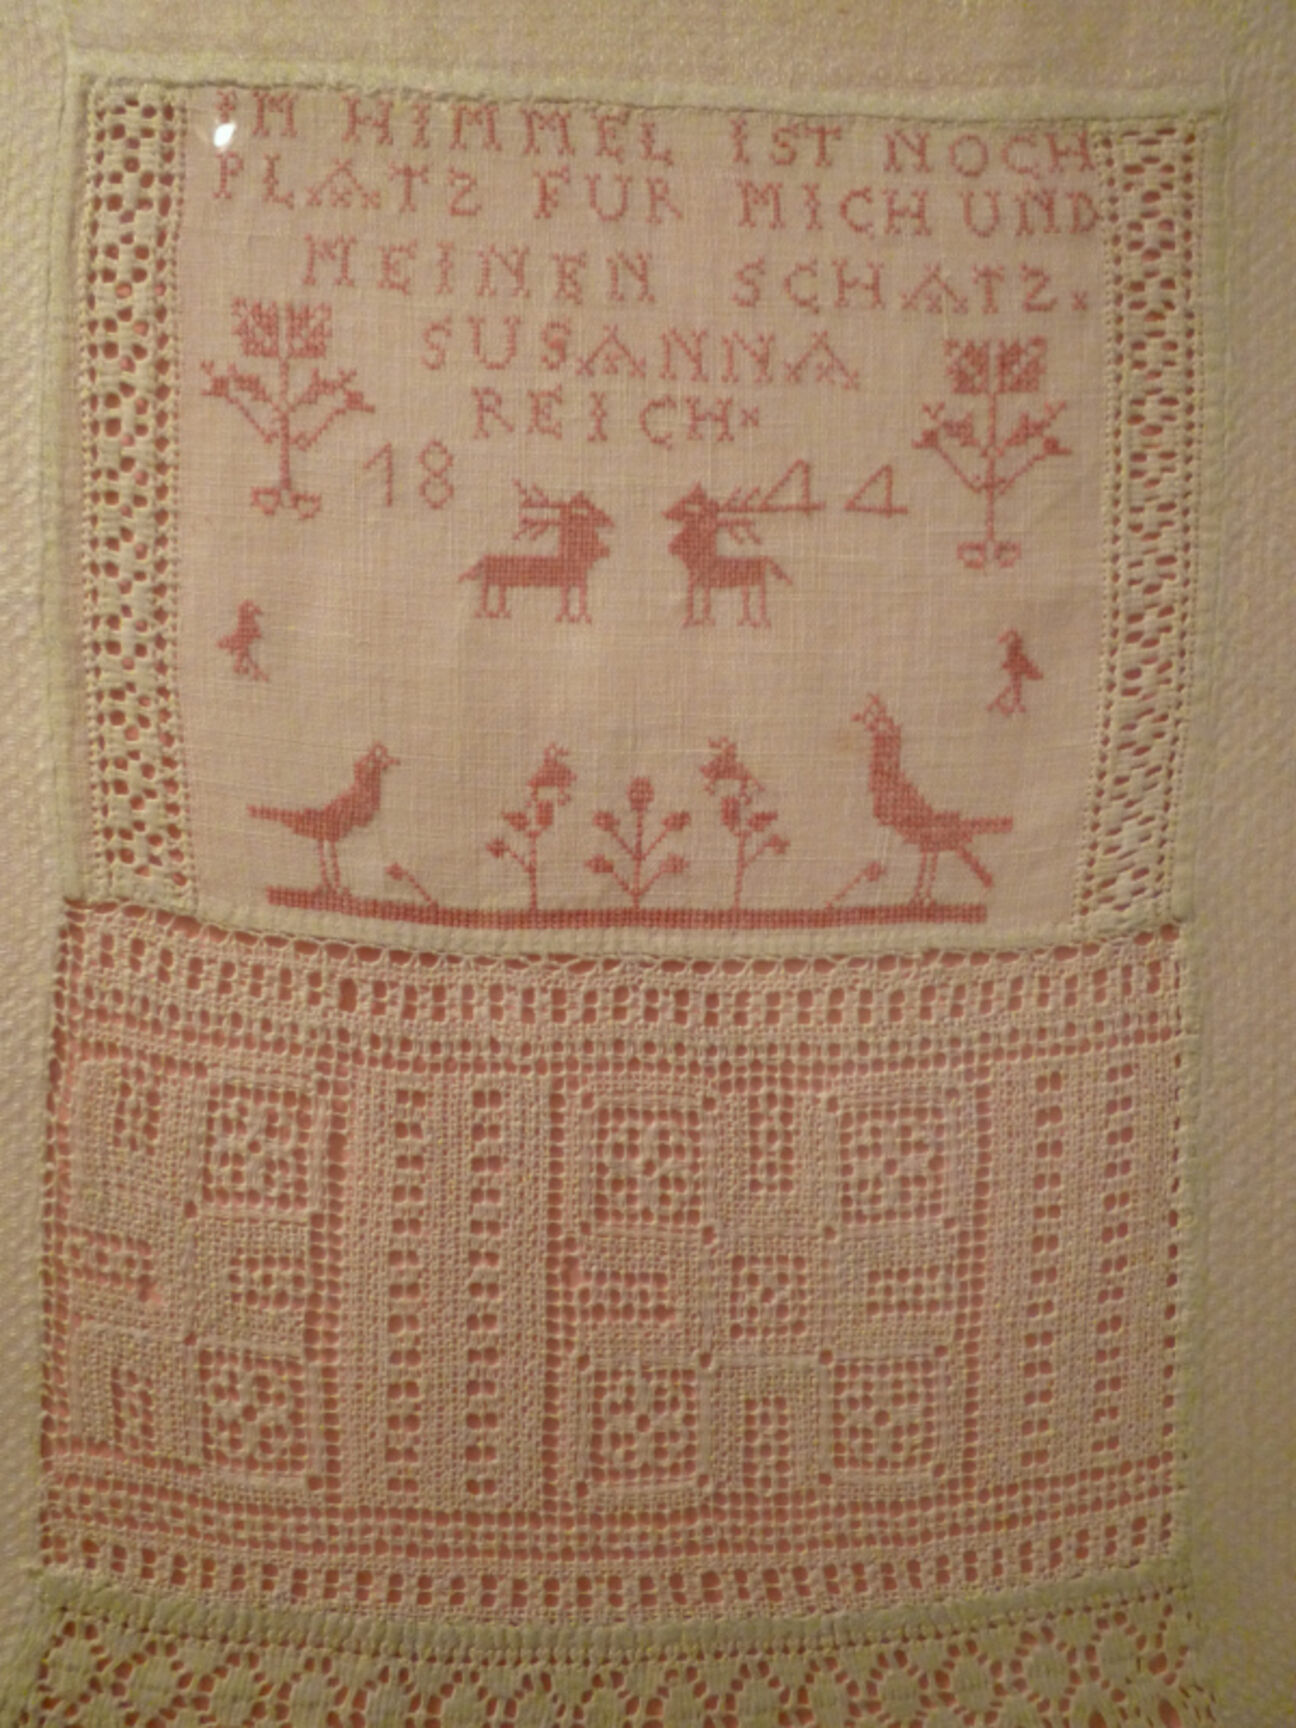 IM HIMMEL IST NOCH
PLATZ FUR MICH UND
MEINEN SCHATZ.
SUSANNA
REICH
18 44